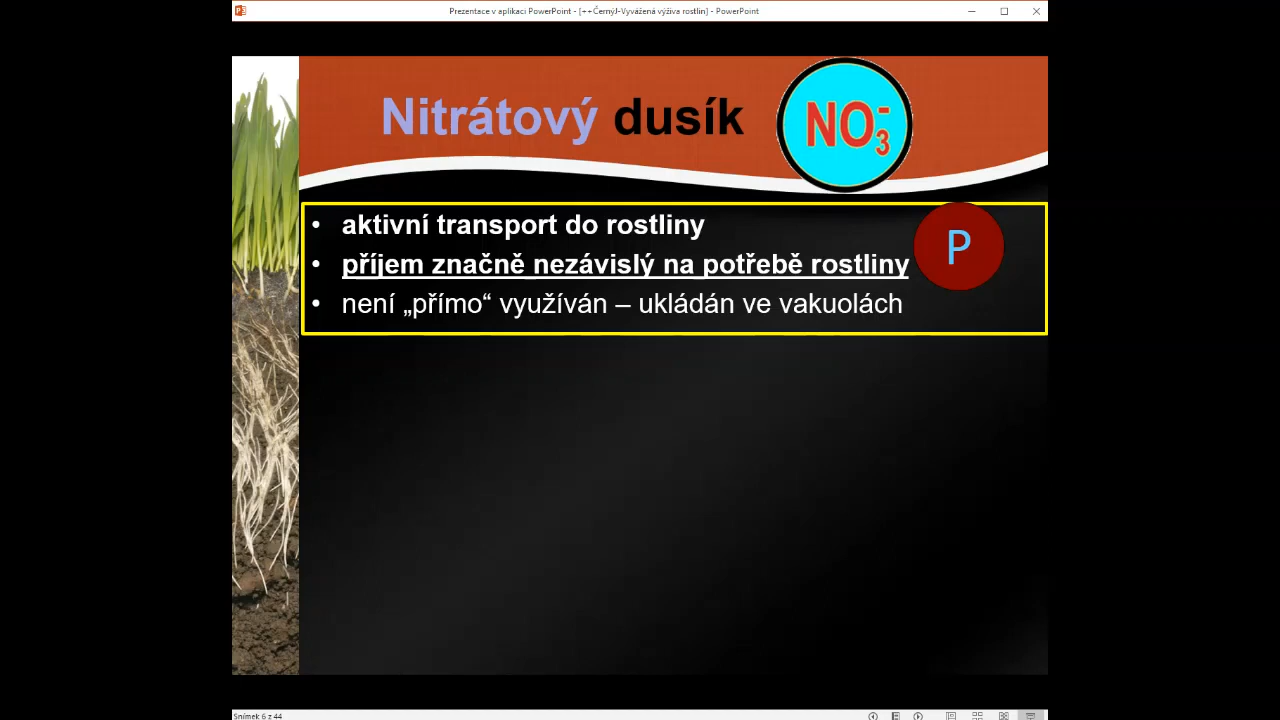 Prezentace v aplikaci PowerPoint - [++ČernýJ-Vyvážená výživa rostlin] - PowerPoint
Nitrátový dusík
NO3-
• aktivní transport do rostliny
P
• příjem značně nezávislý na potřebě rostliny
• není „přímo“ využíván – ukládán ve vakuolách
Snímek 6 z 44